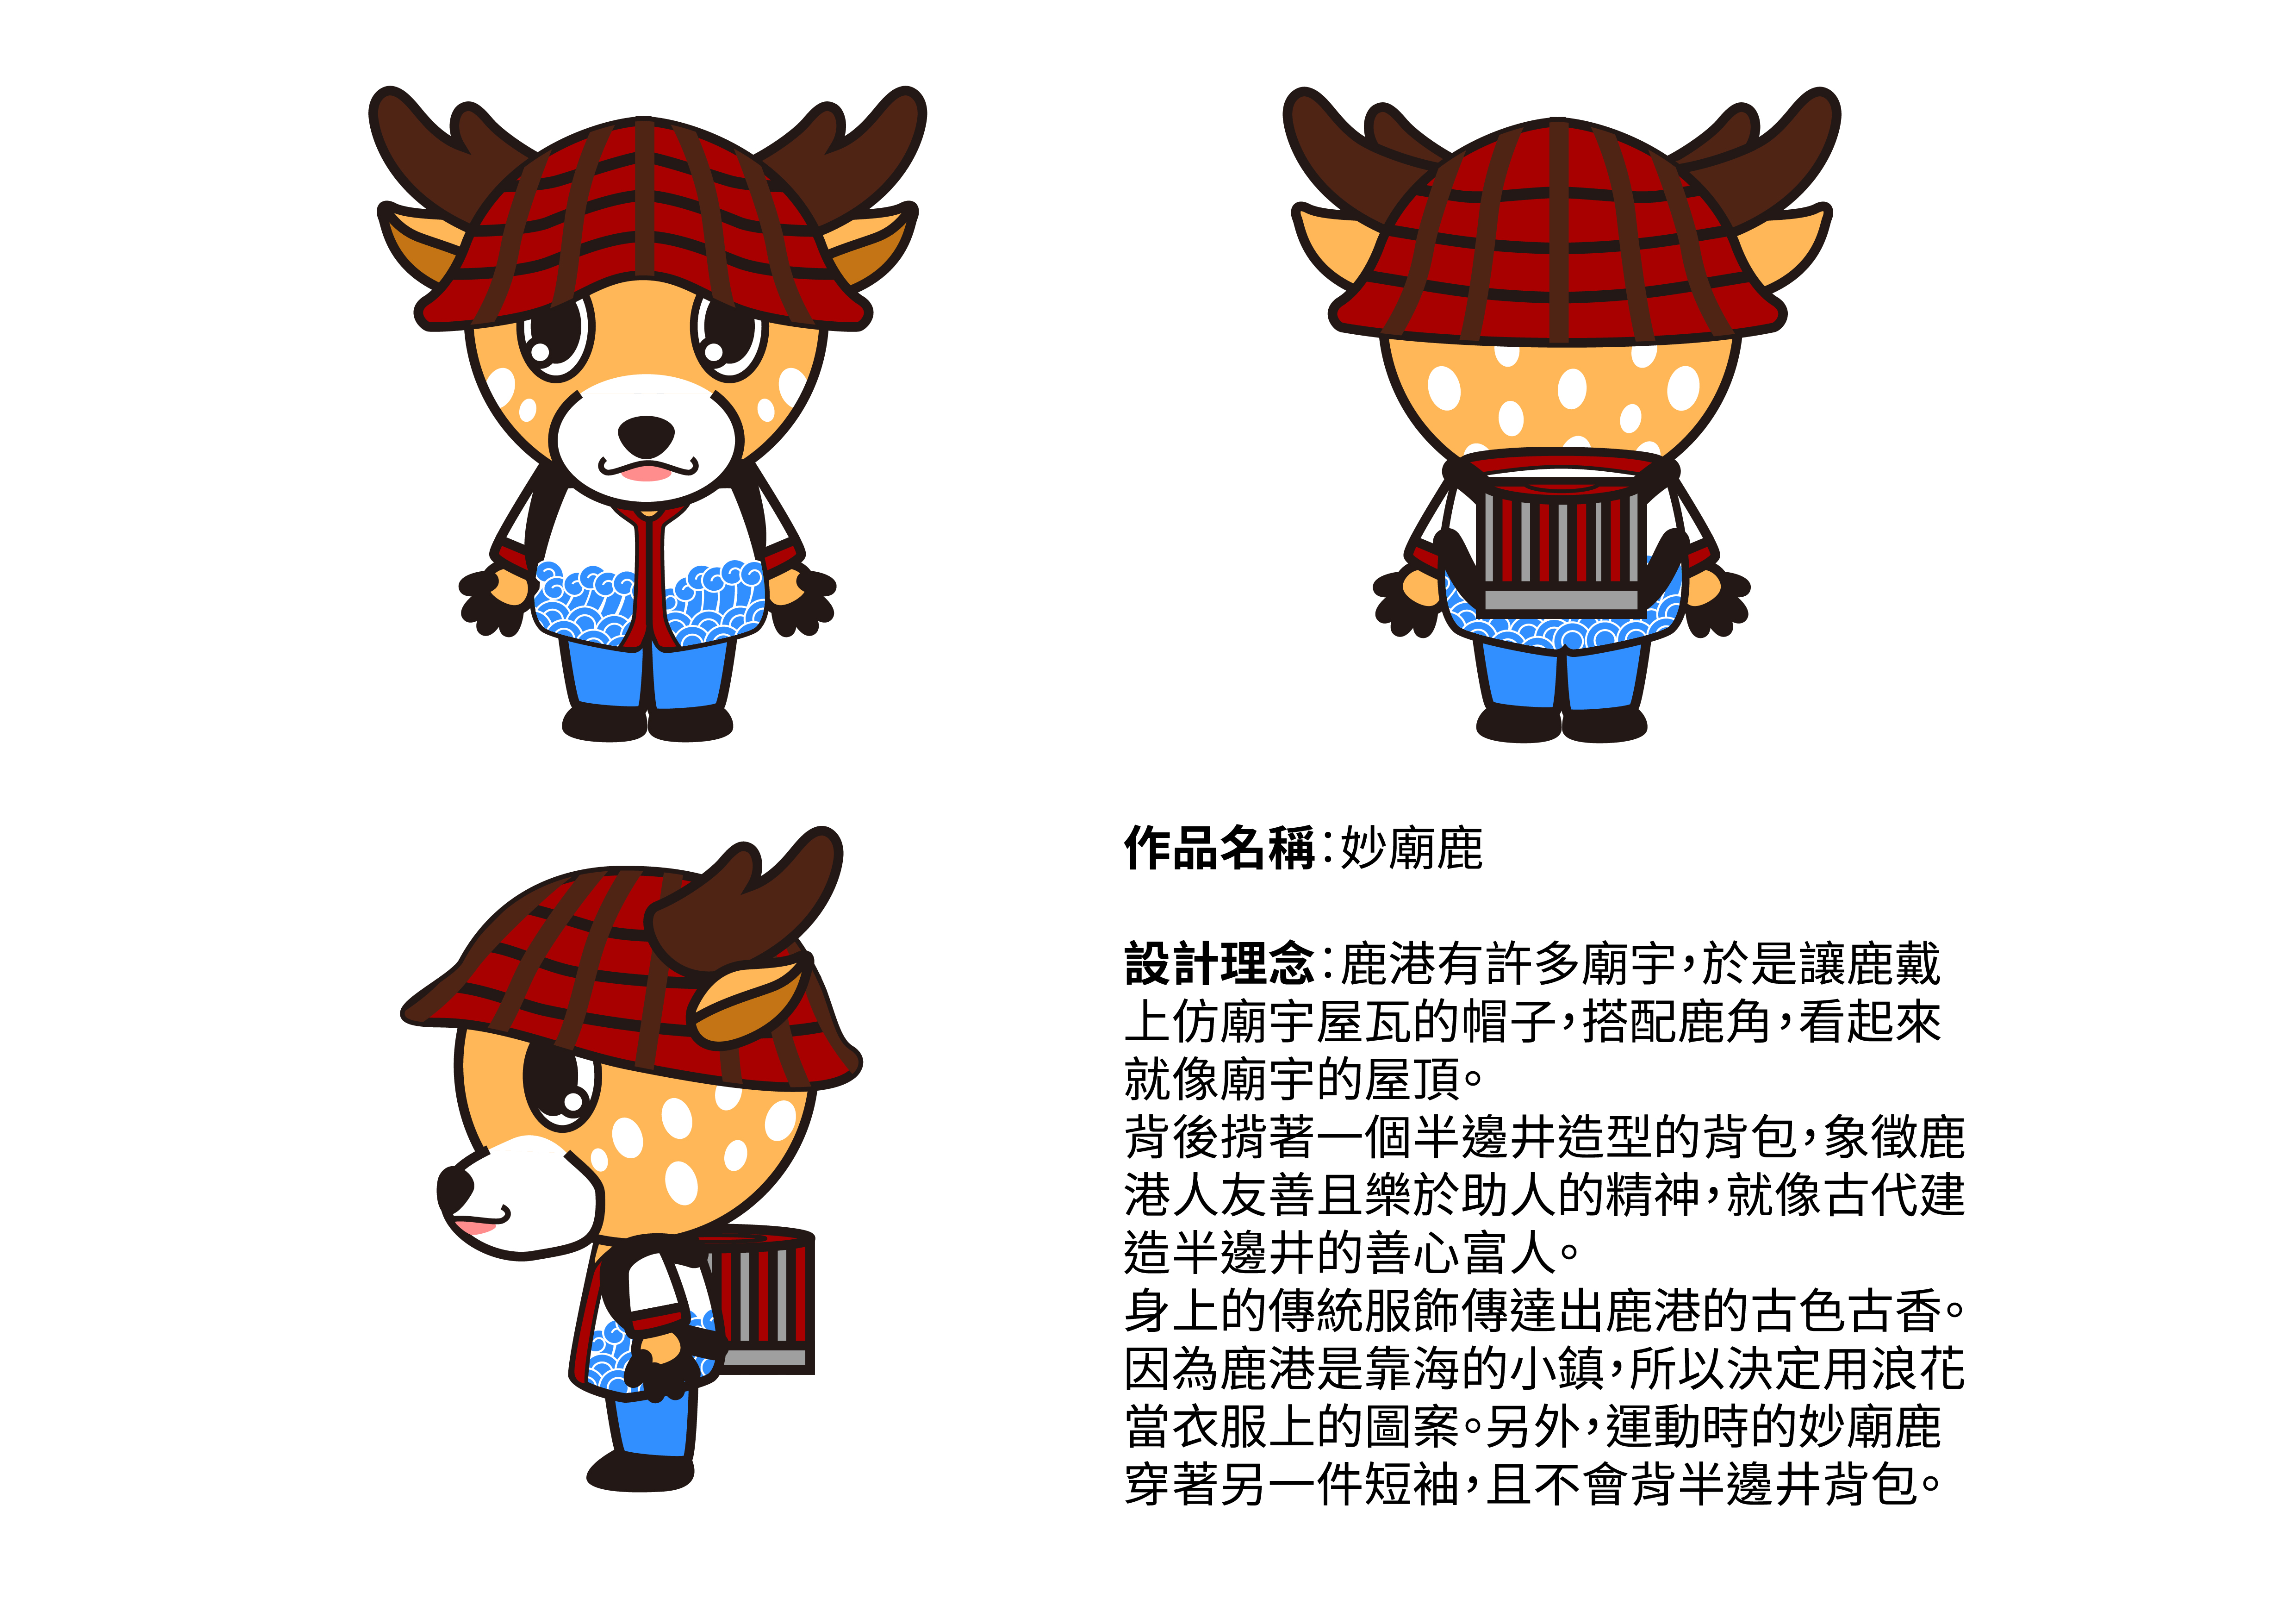 作品名稱：妙廟鹿
設計理念：鹿港有許多廟宇，於是讓鹿戴
上仿廟宇屋瓦的帽子，搭配鹿角，看起來
就像廟宇的屋頂。
背後揹著一個半邊井造型的背包，象徵鹿
港人友善且樂於助人的精神，就像古代建
造半邊井的善心富人。
身上的傳統服飾傳達出鹿港的古色古香。
因為鹿港是靠海的小鎮，所以決定用浪花
當衣服上的圖案。另外，運動時的妙廟鹿
穿著另一件短袖，且不會背半邊井背包。